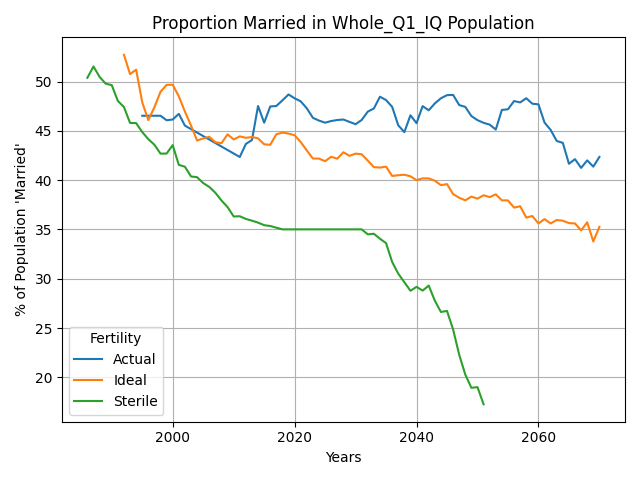 Proportion Married in Whole_Q1_IQ Population
% of Population 'Married'
50
45
40
35
30
25
20
Fertility
Actual
Ideal
Sterile
2000
2020
2040
2060
Years